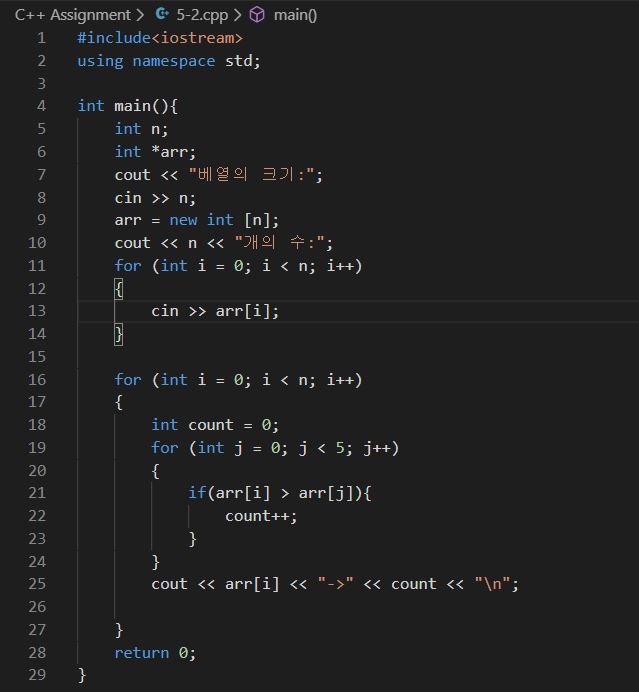 C++ Assignment > 5-2.cpp > main()
1 #include<iostream>
2 using namespace std;
3
4 int main(){
5     int n;
6     int *arr;
7     cout << "베열의 크기:";
8     cin >> n;
9     arr = new int [n];
10     cout << n << "개의 수:";
11     for (int i = 0; i < n; i++)
12     {
13         cin >> arr[i];
14     }
15
16     for (int i = 0; i < n; i++)
17     {
18         int count = 0;
19         for (int j = 0; j < 5; j++)
20         {
21             if(arr[i] > arr[j]){
22                 count++;
23             }
24         }
25         cout << arr[i] << "->" << count << "\n";
26
27     }
28     return 0;
29 }